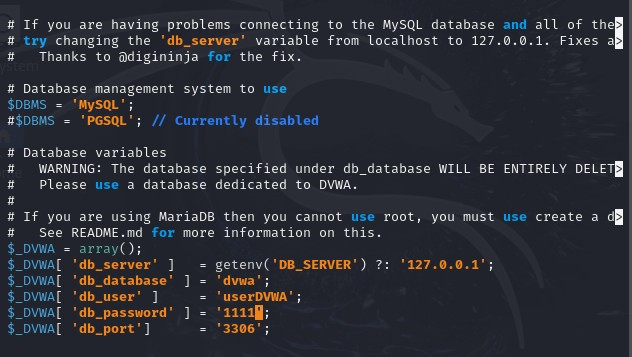 # If you are having problems connecting to the MySQL database and all of the>
# try changing the 'db_server' variable from localhost to 127.0.0.1. Fixes a>
#   Thanks to @digininja for the fix.

# Database management system to use
$DBMS = 'MySQL';
#$DBMS = 'PGSQL'; // Currently disabled

# Database variables
#   WARNING: The database specified under db_database WILL BE ENTIRELY DELET>
#   Please use a database dedicated to DVWA.
#
# If you are using MariaDB then you cannot use root, you must use create a d>
#   See README.md for more information on this.
$_DVWA = array();
$_DVWA[ 'db_server' ]   = getenv('DB_SERVER') ?: '127.0.0.1';
$_DVWA[ 'db_database' ] = 'dvwa';
$_DVWA[ 'db_user' ]     = 'userDVWA';
$_DVWA[ 'db_password' ] = '1111';
$_DVWA[ 'db_port']      = '3306';